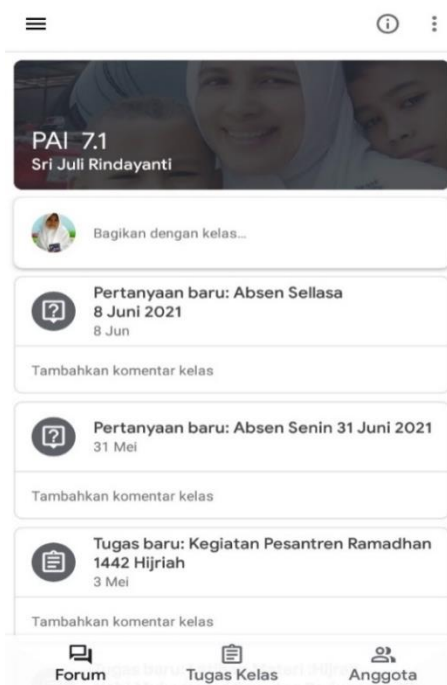 PAI 7.1
Sri Juli Rindayanti
Bagikan dengan kelas...
Pertanyaan baru: Absen Sellasa
8 Juni 2021
8 Jun
Tambahkan komentar kelas
Pertanyaan baru: Absen Senin 31 Juni 2021
31 Mei
Tambahkan komentar kelas
Tugas baru: Kegiatan Pesantren Ramadhan
1442 Hijriah
3 Mei
Tambahkan komentar kelas
Forum
Tugas Kelas
Anggota